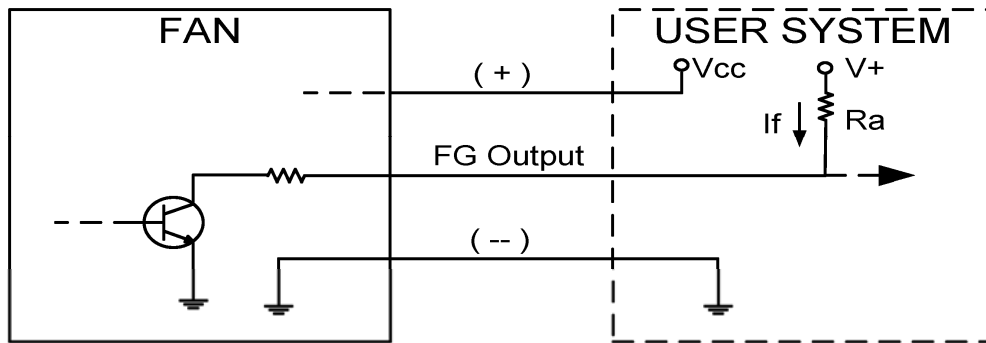 FAN
USER SYSTEM
( + )
Vcc
V+
If
Ra
FG Output
( -- )